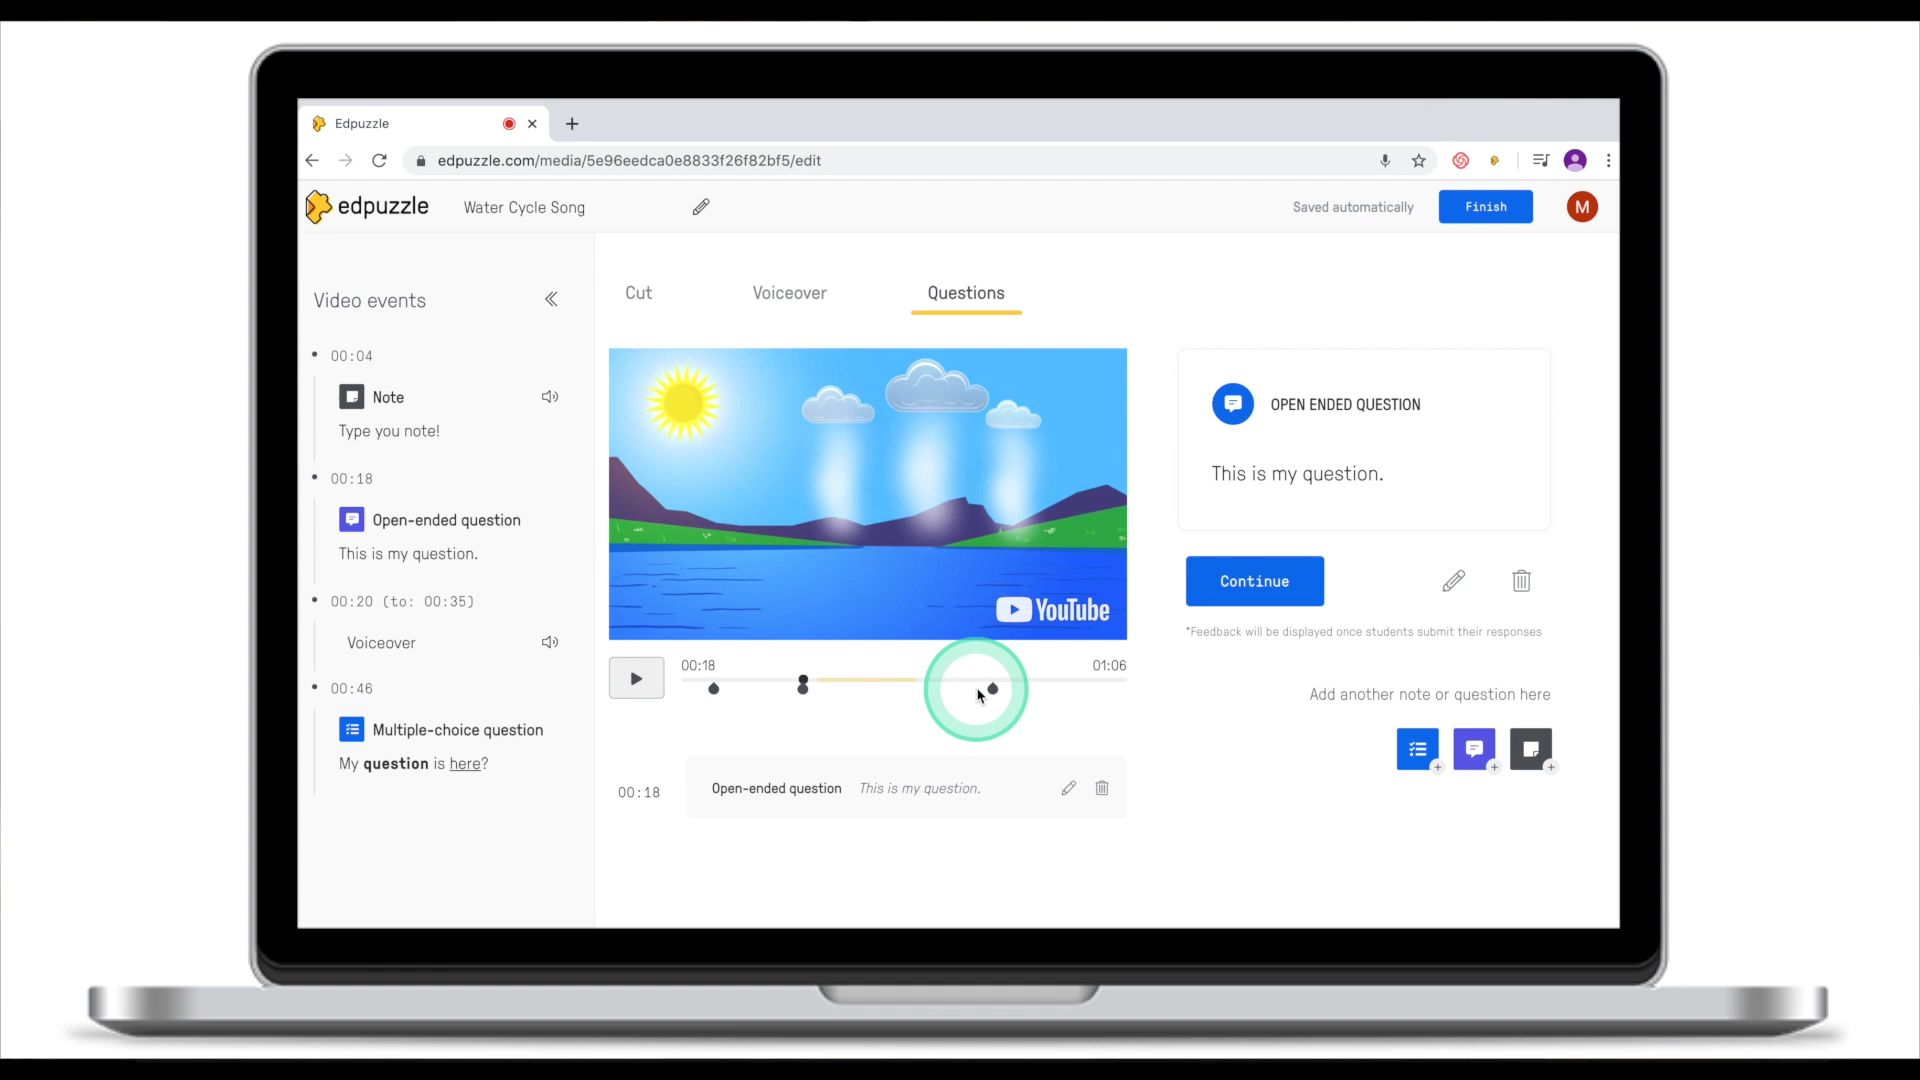 Edpuzzle
edpuzzle.com/media/5e96eedca0e8833f26f82bf5/edit
edpuzzle
Water Cycle Song
Saved automatically
Finish
M
Video events
00:04
Note
Type you note!
00:18
Open-ended question
This is my question.
00:20 (to: 00:35)
Voiceover
00:46
Multiple-choice question
My question is here?
Cut
Voiceover
Questions
YouTube
00:18
01:06
00:18
Open-ended question
This is my question.
OPEN ENDED QUESTION
This is my question.
Continue
*Feedback will be displayed once students submit their responses
Add another note or question here